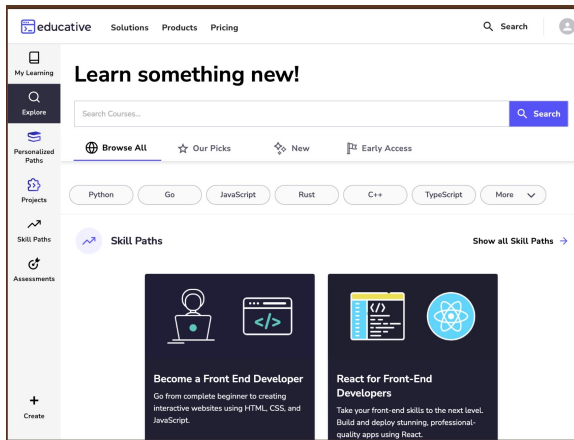 educative Solutions Products Pricing Search
My Learning
Explore
Personalized
Paths
Projects
Skill Paths
Assessments
Create
Learn something new!
Search Courses...
Search
Browse All Our Picks New Early Access
Python Go JavaScript Rust C++ TypeScript More
Skill Paths Show all Skill Paths →
</>
Become a Front End Developer
Go from complete beginner to creating
interactive websites using HTML, CSS, and
JavaScript.
</>
React for Front-End
Developers
Take your front-end skills to the next level.
Build and deploy stunning, professional-
quality apps using React.